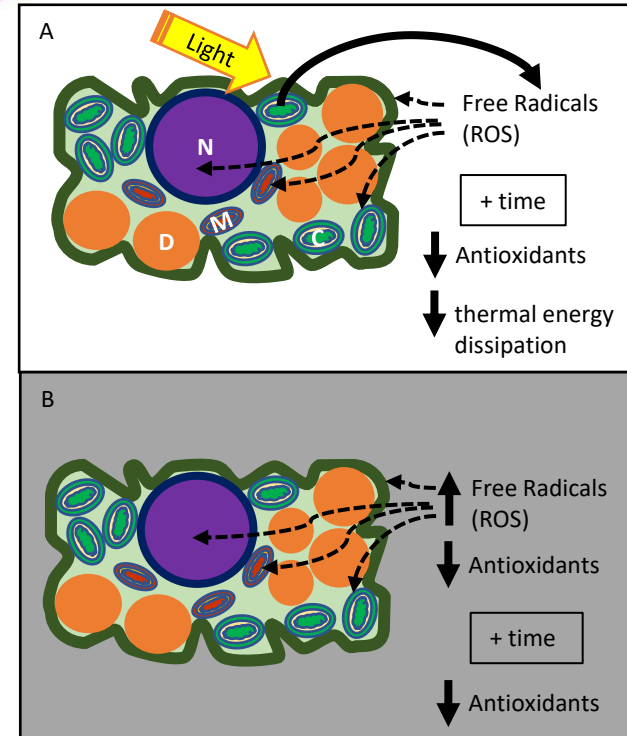 A
Light
Free Radicals
(ROS)
N
+ time
M
C
D
Antioxidants
thermal energy
dissipation
B
Free Radicals
(ROS)
Antioxidants
+ time
Antioxidants